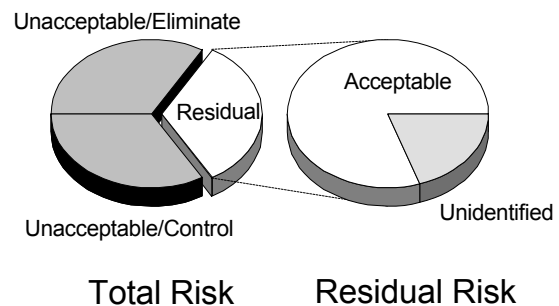 Unacceptable/Eliminate
Residual
Unacceptable/Control
Acceptable
Unidentified
Total Risk
Residual Risk